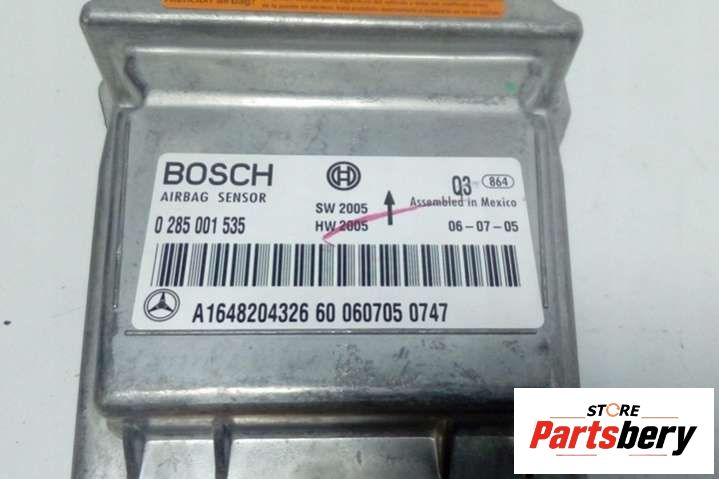 BOSCH
AIRBAG SENSOR
0 285 001 535
SW 2005
HW 2005
Q3 864
Assembled in Mexico
06-07-05
A1648204326 60 060705 0747
STORE
Partsbery